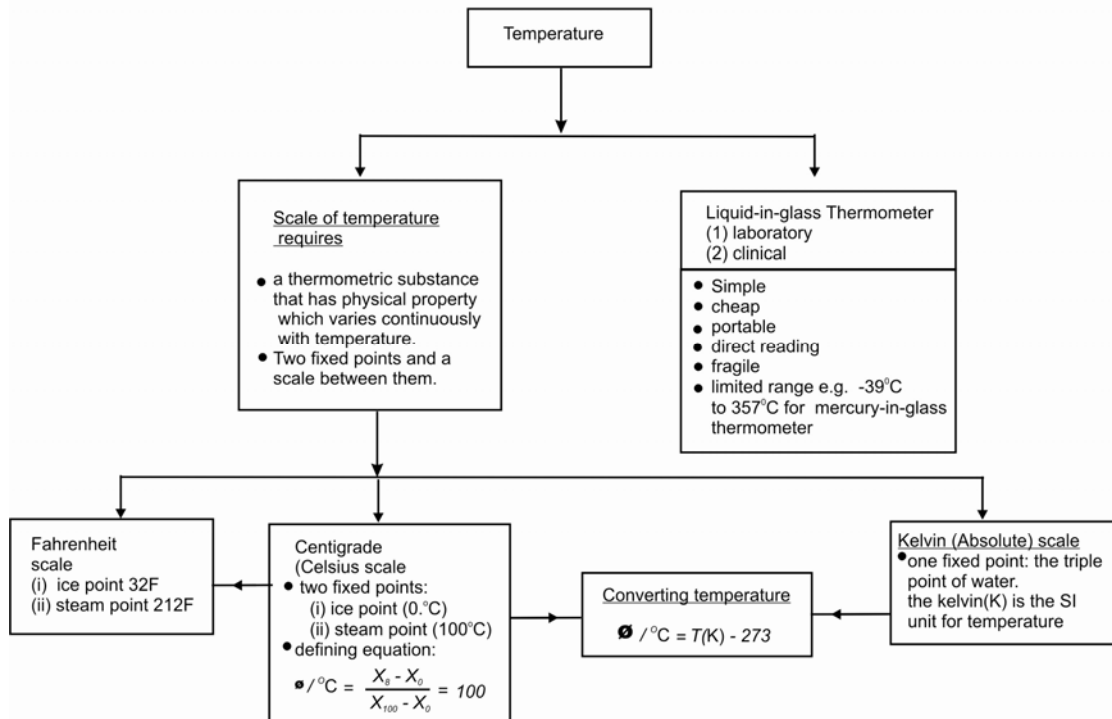 Temperature
Scale of temperature
requires
• a thermometric substance
that has physical property
which varies continuously
with temperature.
• Two fixed points and a
scale between them.
Liquid-in-glass Thermometer
(1) laboratory
(2) clinical
• Simple
• cheap
• portable
• direct reading
• fragile
• limited range e.g. -39°C
to 357°C for mercury-in-glass
thermometer
Fahrenheit
scale
(i) ice point 32F
(ii) steam point 212F
Centigrade
(Celsius scale
• two fixed points:
(i) ice point (0.°C)
(ii) steam point (100°C)
• defining equation:
ø/°C = (X₈ - X₀)/(X₁₀₀ - X₀) = 100
Converting temperature
Ø /°C = T(K) - 273
Kelvin (Absolute) scale
• one fixed point: the triple
point of water.
the kelvin(K) is the SI
unit for temperature